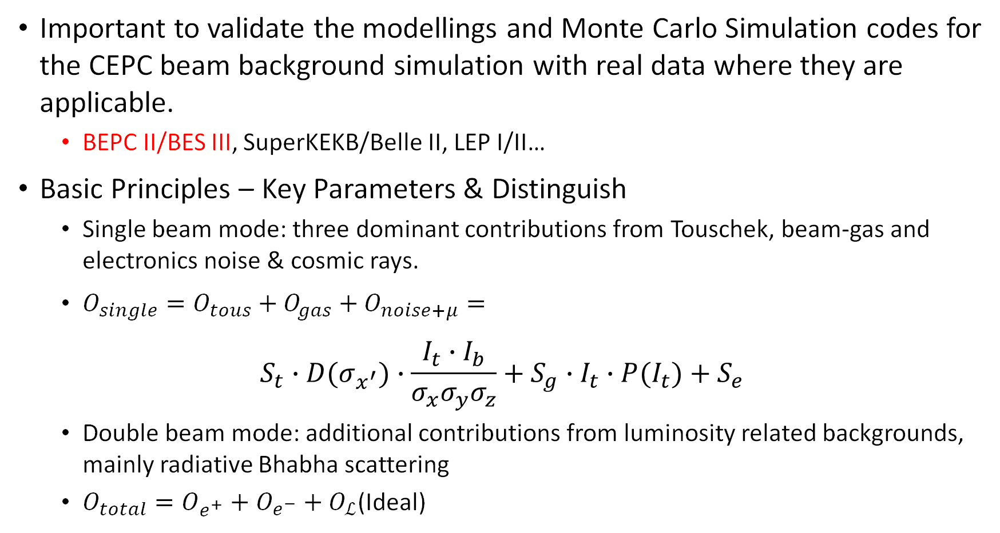 • Important to validate the modellings and Monte Carlo Simulation codes for
the CEPC beam background simulation with real data where they are
applicable.
• BEPC II/BES III, SuperKEKB/Belle II, LEP I/II…
• Basic Principles – Key Parameters & Distinguish
• Single beam mode: three dominant contributions from Touschek, beam-gas and
electronics noise & cosmic rays.
• $O_{single} = O_{tous} + O_{gas} + O_{noise+\mu} =$
$S_t \cdot D(\sigma_{x'}) \cdot \frac{I_t \cdot I_b}{\sigma_x \sigma_y \sigma_z} + S_g \cdot I_t \cdot P(I_t) + S_e$
• Double beam mode: additional contributions from luminosity related backgrounds,
mainly radiative Bhabha scattering
• $O_{total} = O_{e^+} + O_{e^-} + O_{\mathcal{L}}$(Ideal)